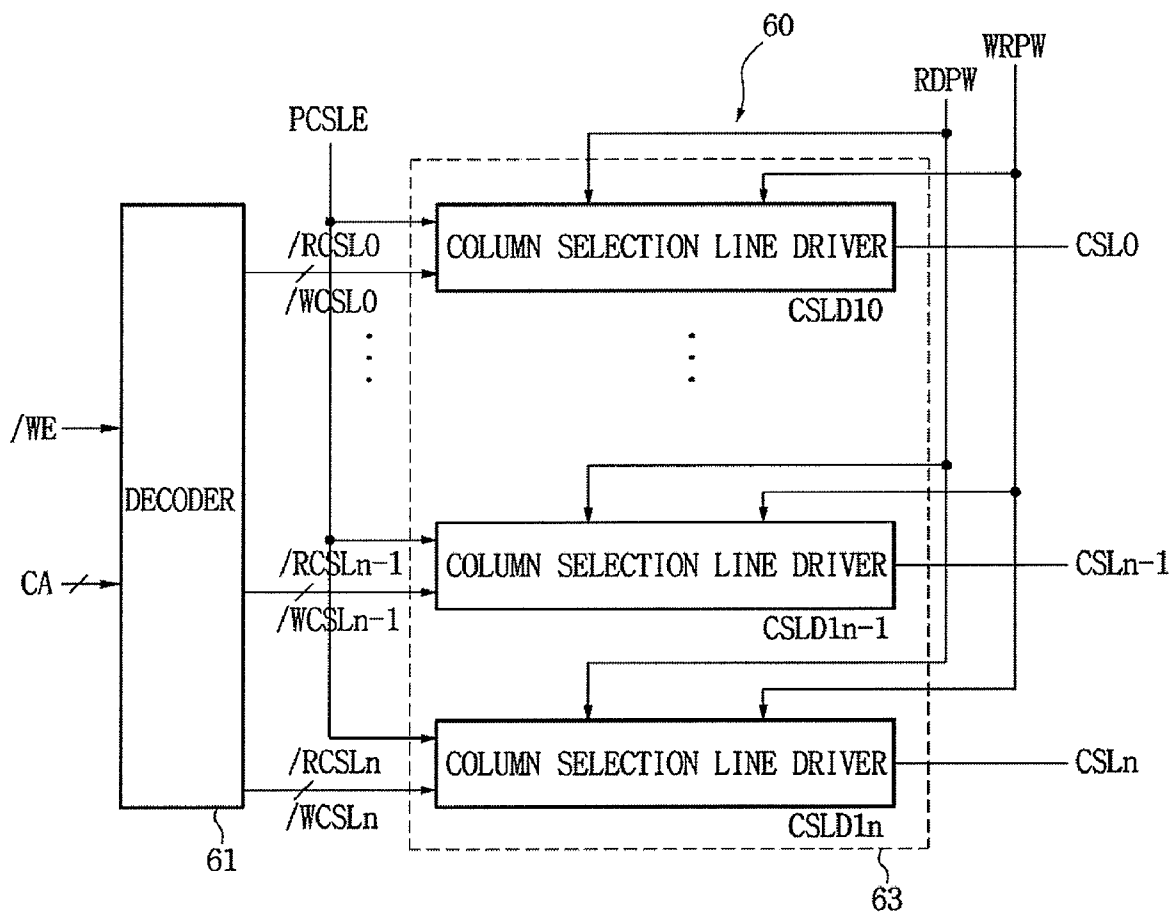 60
WRPW
RDPW
PCSLE
/RCSL0
/WCSL0
COLUMN SELECTION LINE DRIVER
CSL0
CSLD10
/WE
DECODER
CA
/RCSLn-1
/WCSLn-1
COLUMN SELECTION LINE DRIVER
CSLn-1
CSLD1n-1
/RCSLn
/WCSLn
COLUMN SELECTION LINE DRIVER
CSLn
CSLD1n
61
63